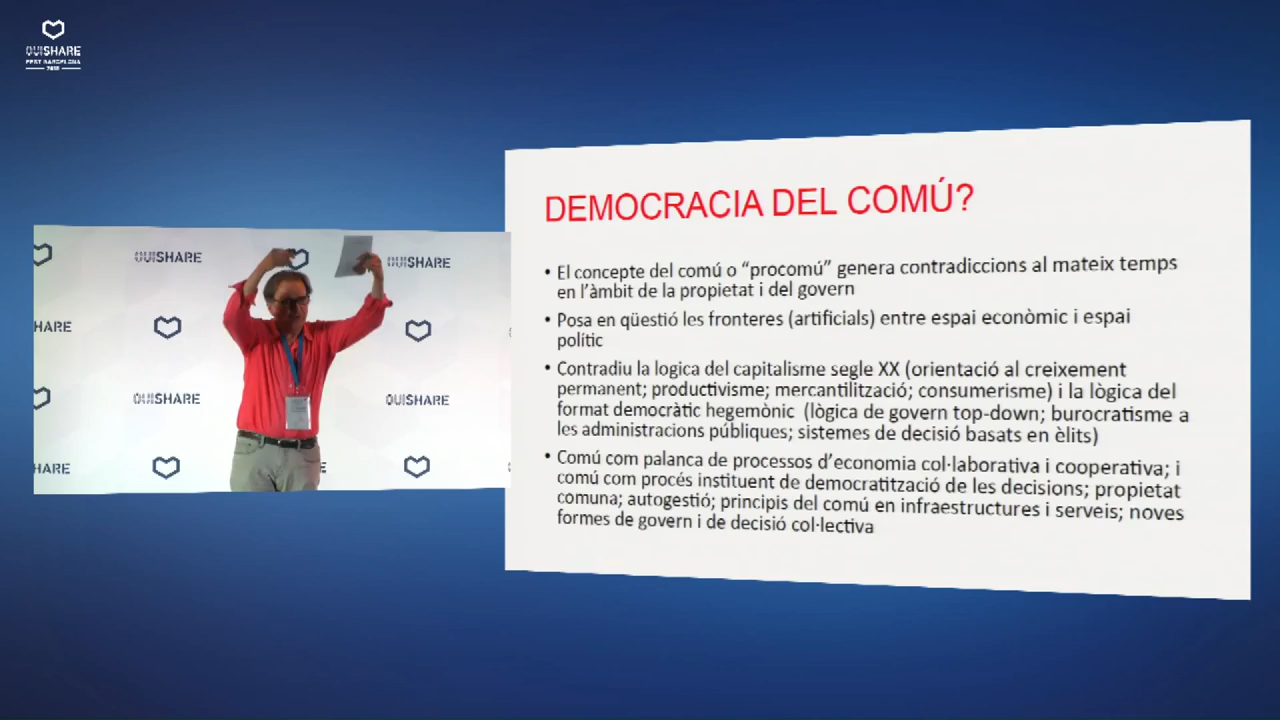 OUISHARE
FEST BARCELONA
DEMOCRACIA DEL COMÚ?
• El concepte del comú o “procomú” genera contradiccions al mateix temps
en l’àmbit de la propietat i del govern
• Posa en qüestió les fronteres (artificials) entre espai econòmic i espai
polític
• Contradiu la logica del capitalisme segle XX (orientació al creixement
permanent; productivisme; mercantilització; consumerisme) i la lògica del
format democràtic hegemònic (lògica de govern top-down; burocratisme a
les administracions públiques; sistemes de decisió basats en èlits)
• Comú com palanca de processos d’economia col·laborativa i cooperativa; i
comú com procés instituent de democratització de les decisions; propietat
comuna; autogestió; principis del comú en infraestructures i serveis; noves
formes de govern i de decisió col·lectiva
OUISHARE
OUISHARE
HARE
OUISHARE
OUISHARE
HARE
E